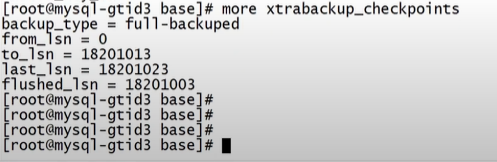 [root@mysql-gtid3 base]# more xtrabackup_checkpoints
backup_type = full-backuped
from_lsn = 0
to_lsn = 18201013
last_lsn = 18201023
flushed_lsn = 18201003
[root@mysql-gtid3 base]#
[root@mysql-gtid3 base]#
[root@mysql-gtid3 base]#
[root@mysql-gtid3 base]#